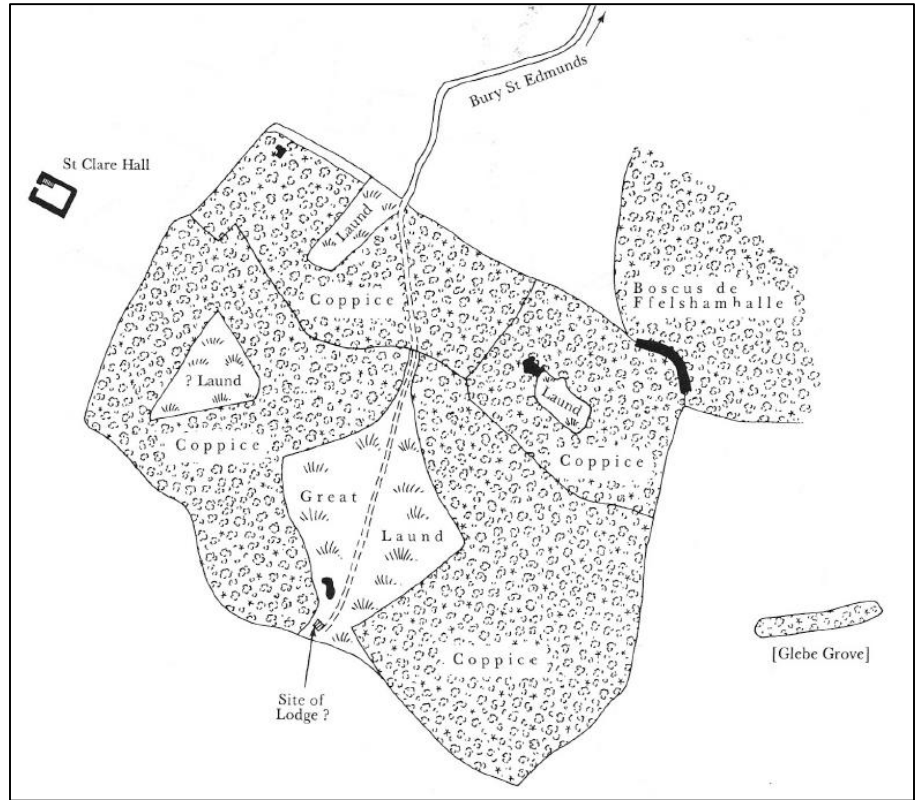 Bury St Edmunds
St Clare Hall
Laund
Boscus de
Ffelshamhalle
Coppice
? Laund
Laund
Coppice
Coppice
Great
Laund
Coppice
[Glebe Grove]
Site of
Lodge ?